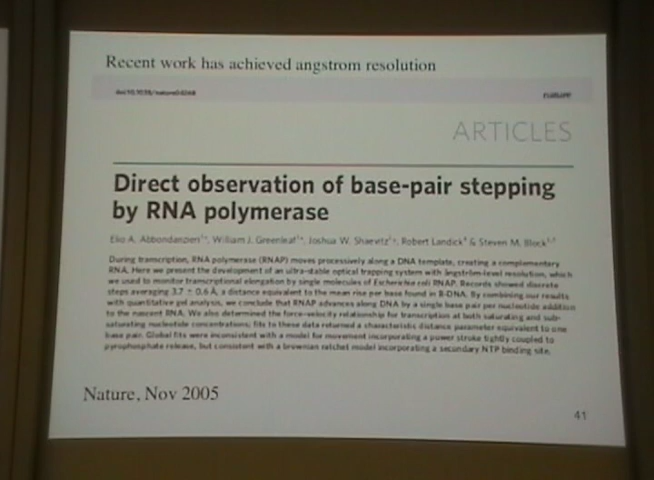 Recent work has achieved angstrom resolution
nature
ARTICLES
Direct observation of base-pair stepping
by RNA polymerase
Elio A. Abbondanzieri, William J. Greenleaf, Joshua W. Shaevitz, Robert Landick & Steven M. Block
During transcription, RNA polymerase (RNAP) moves processively along a DNA template, creating a complementary
RNA. Here we present the development of an ultra-stable optical trapping system with ångström-level resolution, which
we used to monitor transcriptional elongation by single molecules of Escherichia coli RNAP. Records showed discrete
steps averaging 3.7 ± 0.6 Å, a distance equivalent to the mean rise per base found in B-DNA. By combining our results
with quantitative gel analysis, we conclude that RNAP advances along DNA by a single base pair per nucleotide addition
to the nascent RNA. We also determined the force–velocity relationship for transcription at both saturating and sub-
saturating nucleotide concentrations; fits to these data returned a characteristic distance parameter equivalent to one
base pair. Global fits were inconsistent with a model for movement incorporating a power stroke tightly coupled to
pyrophosphate release, but consistent with a brownian ratchet model incorporating a secondary NTP binding site.
Nature, Nov 2005
41